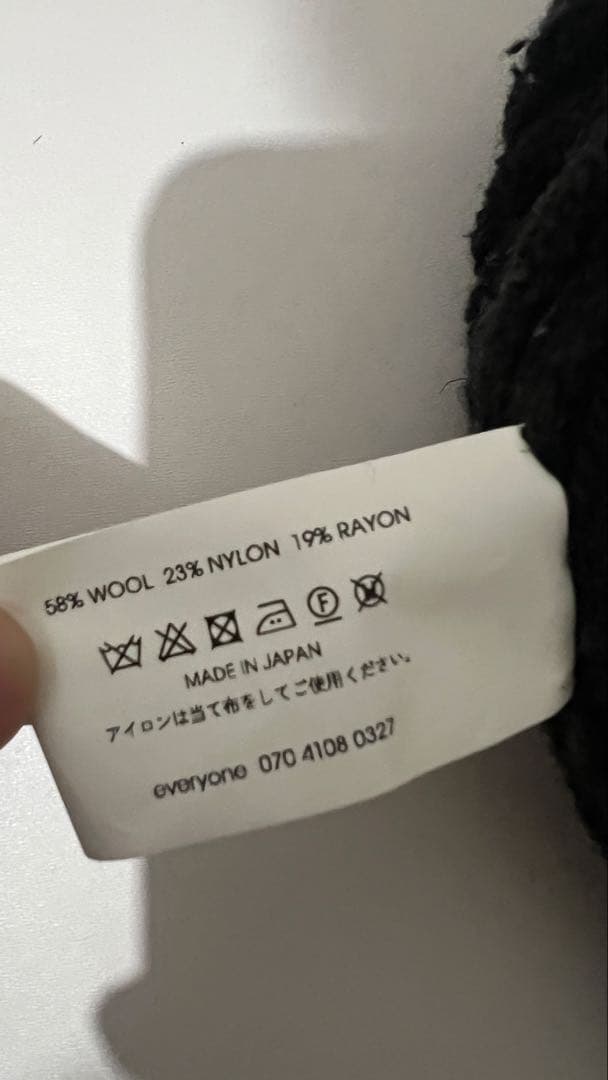 58% WOOL 23% NYLON 19% RAYON
F W
MADE IN JAPAN
アイロンは当て布をしてご使用ください。
everyone 070 4108 0327